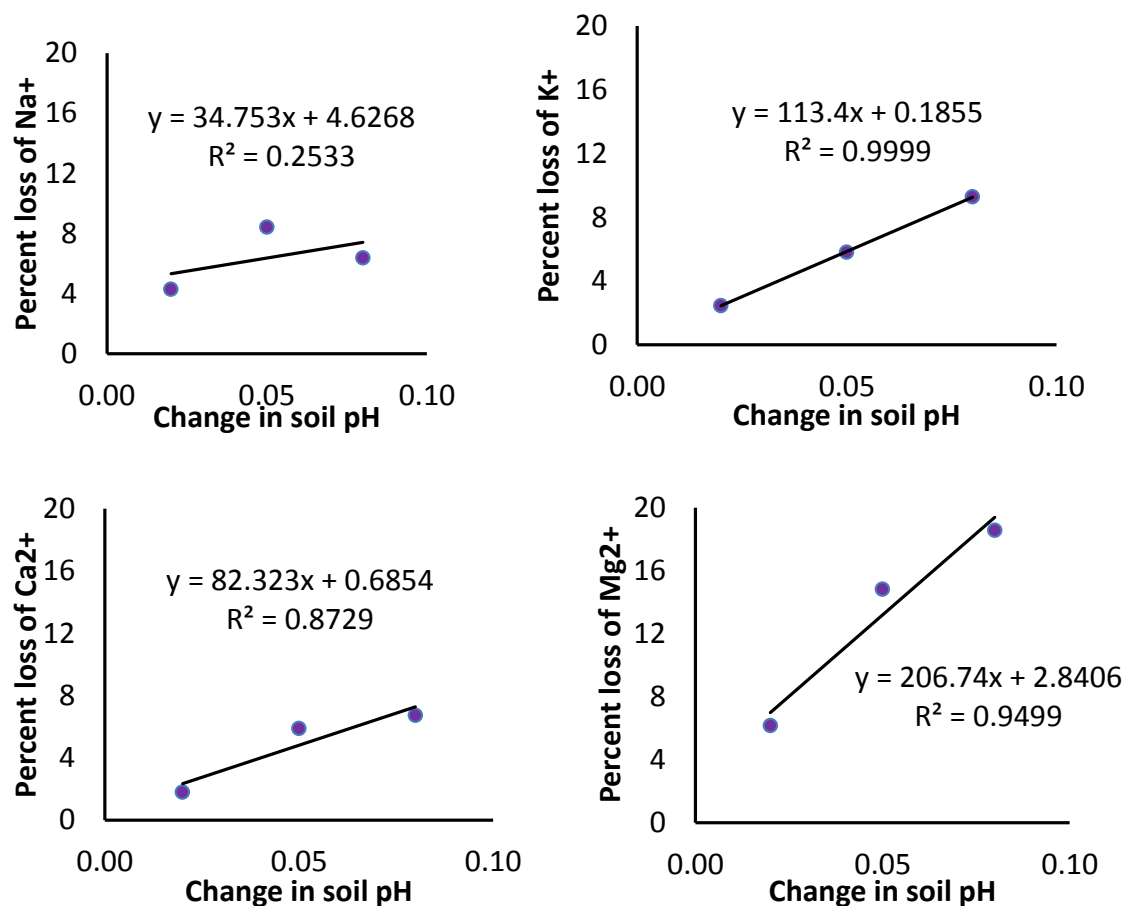 Percent loss of Na+
20
16
12
8
4
0
y = 34.753x + 4.6268
R² = 0.2533
0.00 0.05 0.10
Change in soil pH
Percent loss of K+
20
16
12
8
4
0
y = 113.4x + 0.1855
R² = 0.9999
0.00 0.05 0.10
Change in soil pH
Percent loss of Ca2+
20
16
12
8
4
0
y = 82.323x + 0.6854
R² = 0.8729
0.00 0.05 0.10
Change in soil pH
Percent loss of Mg2+
20
16
12
8
4
0
y = 206.74x + 2.8406
R² = 0.9499
0.00 0.05 0.10
Change in soil pH